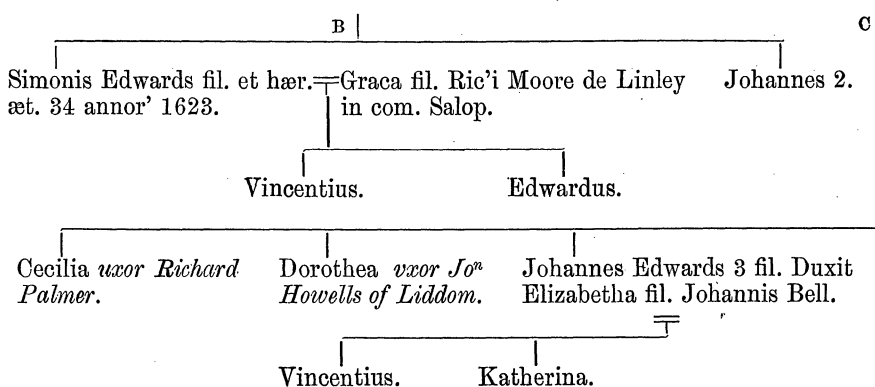 B C
Simonis Edwards fil. et hær. Graca fil. Ric'i Moore de Linley Johannes 2.
æt. 34 annor' 1623. in com. Salop.
Vincentius. Edwardus.
Cecilia uxor Richard Dorothea vxor Joⁿ Johannes Edwards 3 fil. Duxit
Palmer. Howells of Liddom. Elizabetha fil. Johannis Bell.
Vincentius. Katherina.